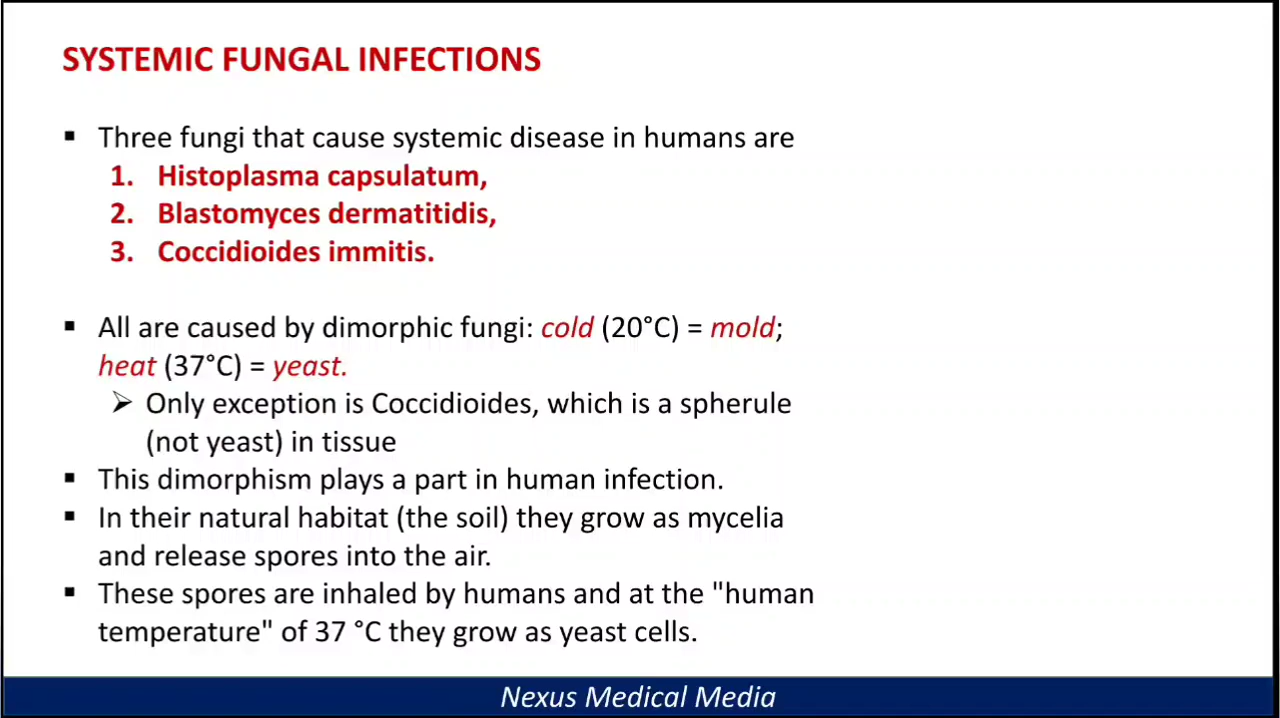 SYSTEMIC FUNGAL INFECTIONS
▪ Three fungi that cause systemic disease in humans are
1. Histoplasma capsulatum,
2. Blastomyces dermatitidis,
3. Coccidioides immitis.
▪ All are caused by dimorphic fungi: cold (20°C) = mold;
heat (37°C) = yeast.
➢ Only exception is Coccidioides, which is a spherule
(not yeast) in tissue
▪ This dimorphism plays a part in human infection.
▪ In their natural habitat (the soil) they grow as mycelia
and release spores into the air.
▪ These spores are inhaled by humans and at the "human
temperature" of 37 °C they grow as yeast cells.
Nexus Medical Media